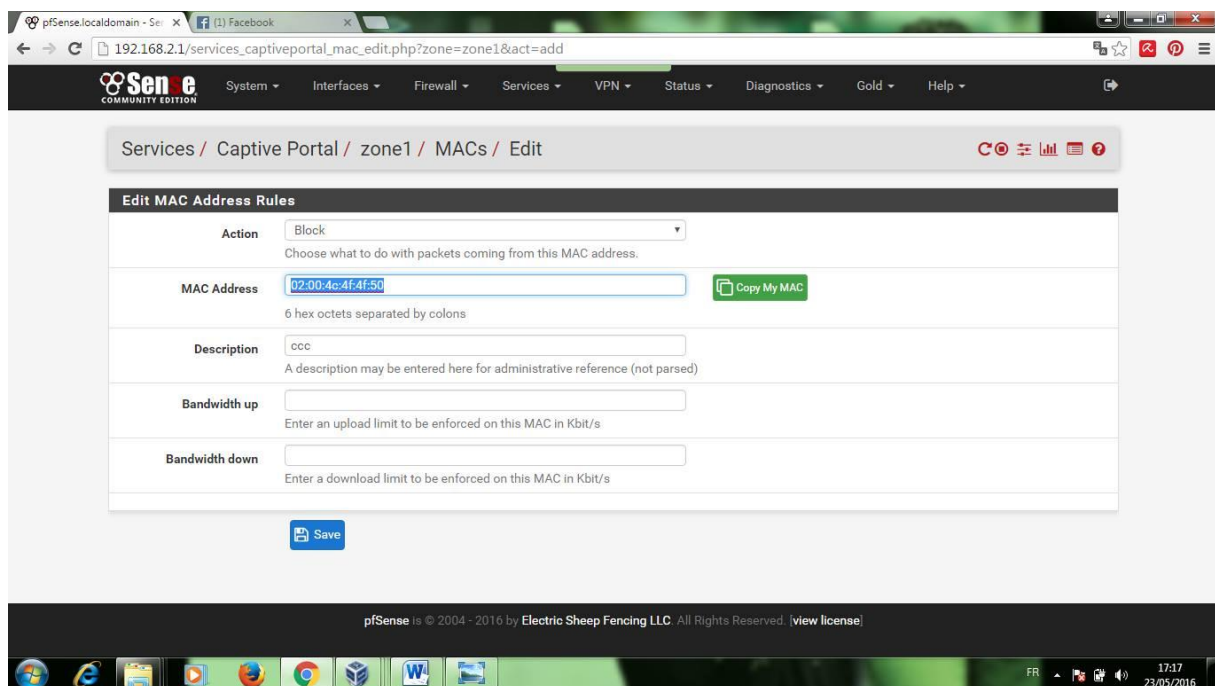 pfSense.localdomain - Ser
(1) Facebook
192.168.2.1/services_captiveportal_mac_edit.php?zone=zone1&act=add
Sense
COMMUNITY EDITION
System Interfaces Firewall Services VPN Status Diagnostics Gold Help
Services / Captive Portal / zone1 / MACs / Edit
Edit MAC Address Rules
Action Block
Choose what to do with packets coming from this MAC address.
MAC Address 02:00:4c:4f:4f:50 Copy My MAC
6 hex octets separated by colons
Description ccc
A description may be entered here for administrative reference (not parsed)
Bandwidth up
Enter an upload limit to be enforced on this MAC in Kbit/s
Bandwidth down
Enter a download limit to be enforced on this MAC in Kbit/s
Save
pfSense is © 2004 - 2016 by Electric Sheep Fencing LLC. All Rights Reserved. [view license]
FR 17:17
23/05/2016